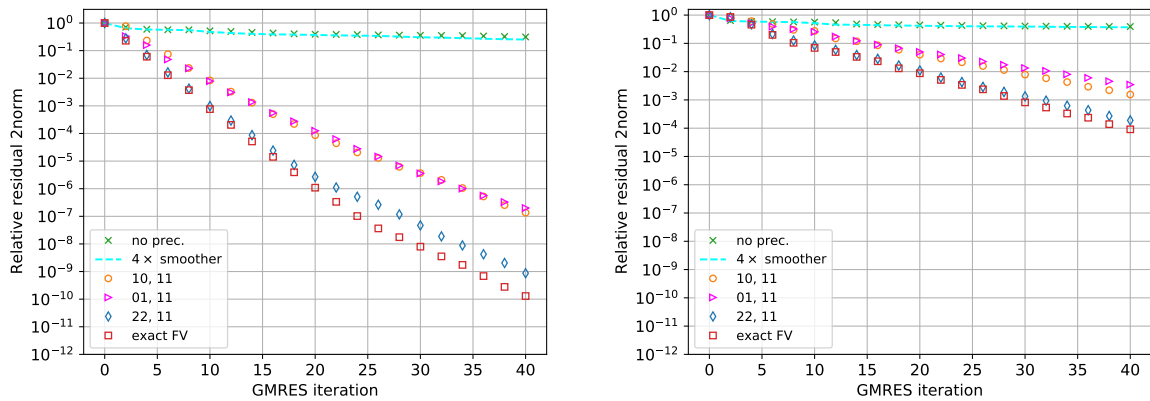 10⁰
10⁻¹
10⁻²
10⁻³
10⁻⁴
10⁻⁵
10⁻⁶
10⁻⁷
10⁻⁸
10⁻⁹
10⁻¹⁰
10⁻¹¹
10⁻¹²
Relative residual 2norm
no prec.
4× smoother
10, 11
01, 11
22, 11
exact FV
0 5 10 15 20 25 30 35 40
GMRES iteration
10⁰
10⁻¹
10⁻²
10⁻³
10⁻⁴
10⁻⁵
10⁻⁶
10⁻⁷
10⁻⁸
10⁻⁹
10⁻¹⁰
10⁻¹¹
10⁻¹²
Relative residual 2norm
no prec.
4× smoother
10, 11
01, 11
22, 11
exact FV
0 5 10 15 20 25 30 35 40
GMRES iteration